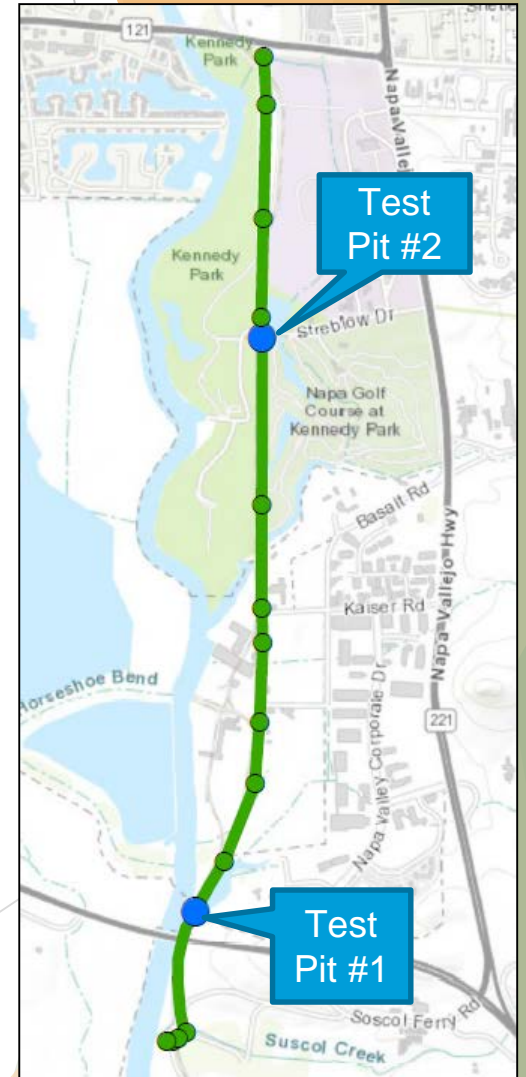 121
Kennedy
Park
Napa-Vallej
Test
Pit #2
Kennedy
Park
Streblow Dr
Napa Golf
Course at
Kennedy Park
Basalt Rd
Napa-Vallejo-Hwy
Kaiser Rd
Horseshoe Bend
221
Napa Valley Corporate Dr
Test
Pit #1
Soscol Ferry Rd
Suscol Creek